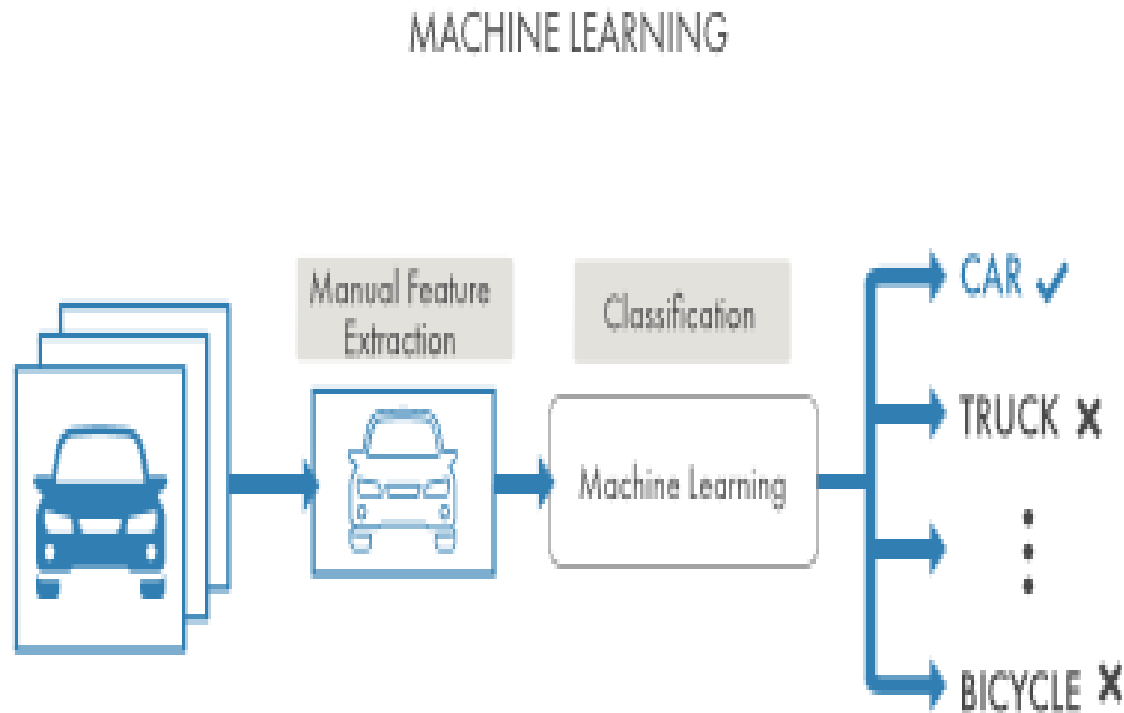 MACHINE LEARNING
Manual Feature
Extraction
Classification
Machine Learning
CAR ✓
TRUCK X
⋮
BICYCLE X